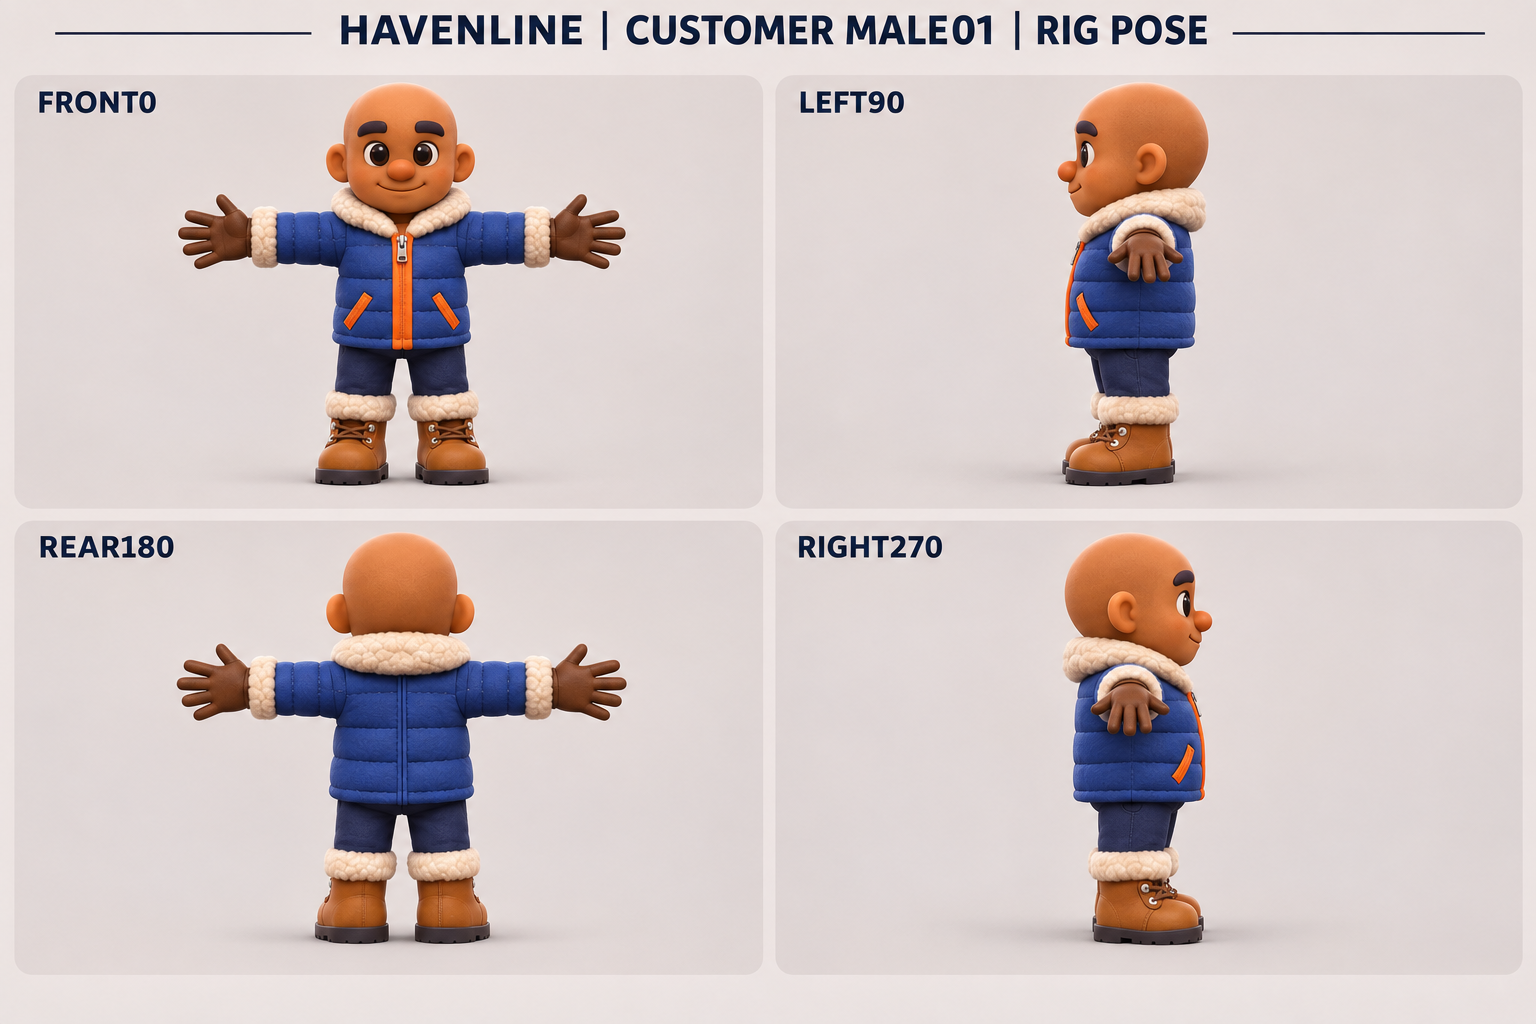 HAVENLINE | CUSTOMER MALE01 | RIG POSE
FRONT0
LEFT90
REAR180
RIGHT270